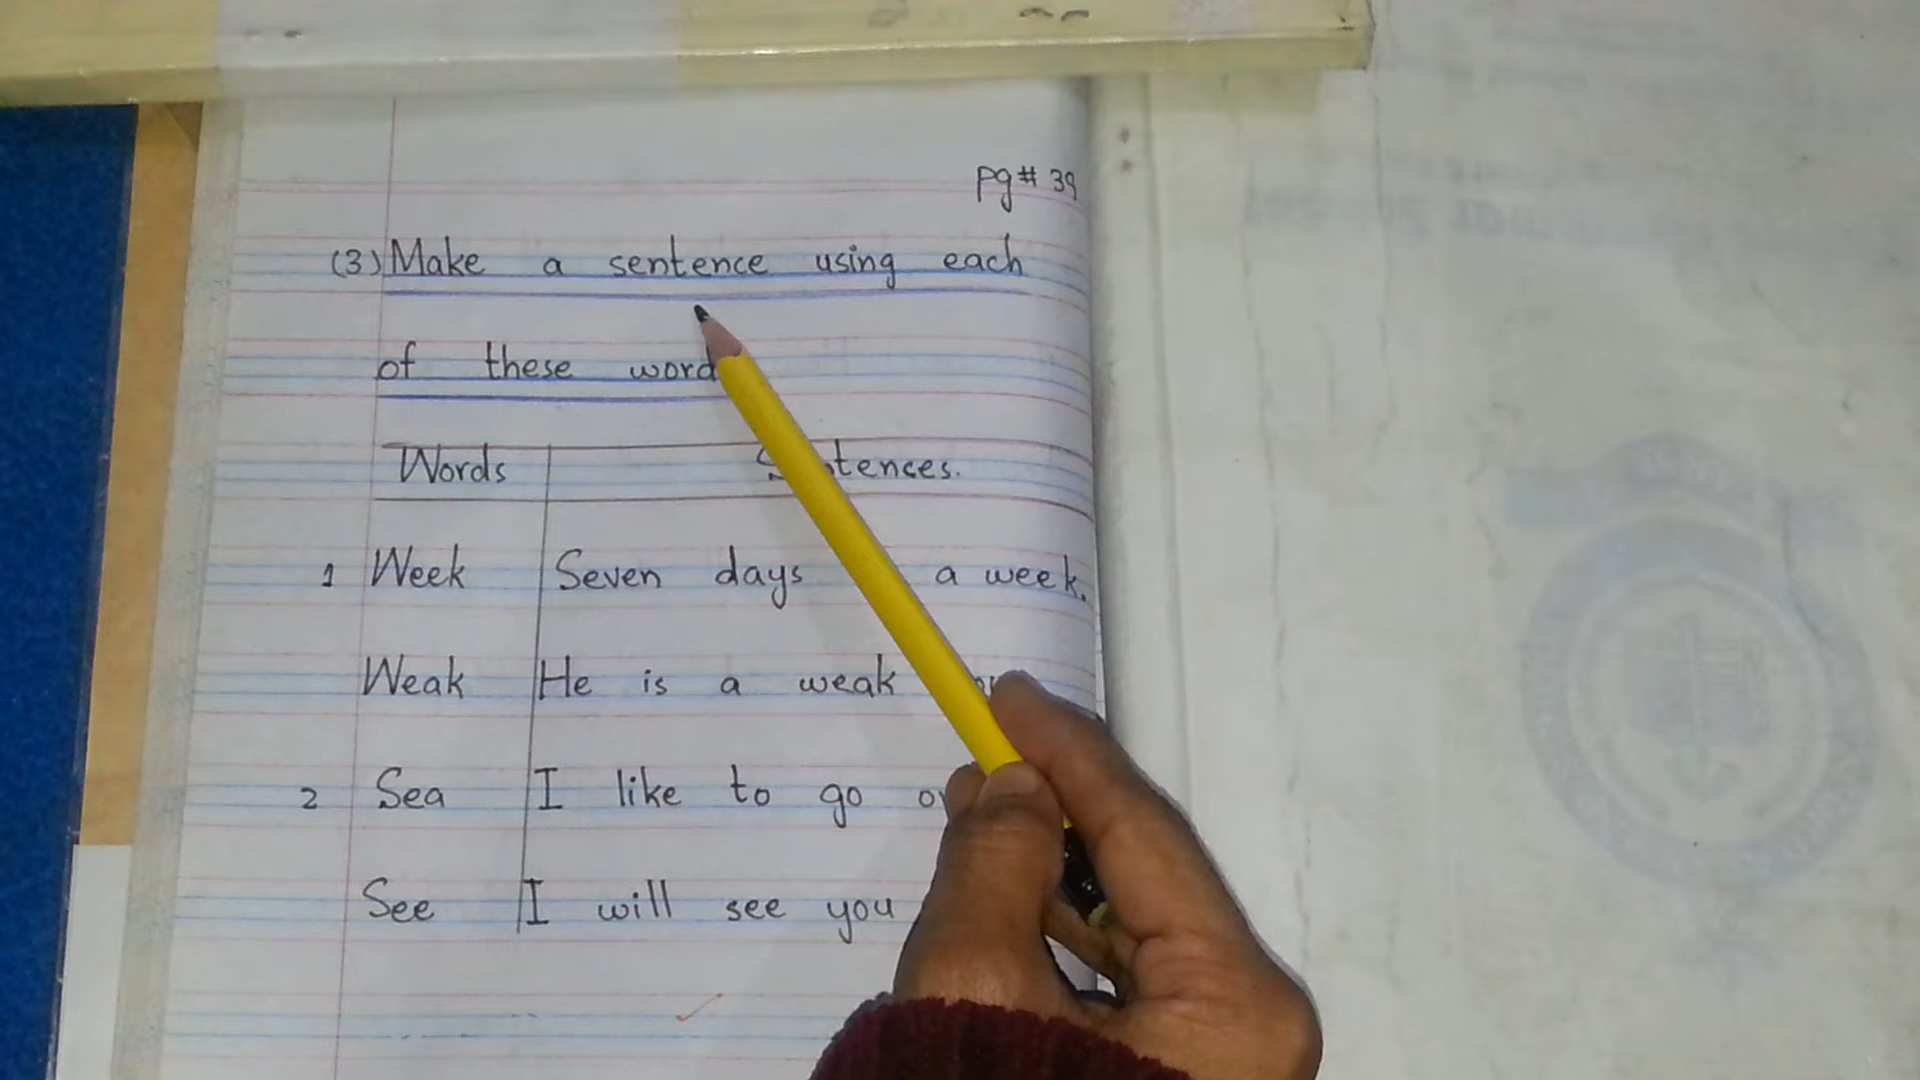 pg# 39
(3) Make a sentence using each
of these word
Words Sentences.
1 Week Seven days a week.
Weak He is a weak
2 Sea I like to go
See I will see you